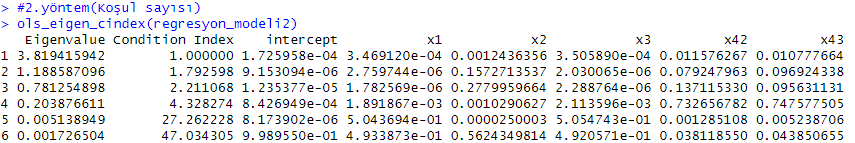 > #2.yöntem(Koşul sayısı)
> ols_eigen_cindex(regresyon_modeli2)
Eigenvalue Condition Index intercept x1 x2 x3 x42 x43
1 3.819415942 1.000000 1.725958e-04 3.469120e-04 0.0012436356 3.505890e-04 0.011576267 0.010777664
2 1.188587096 1.792598 9.153094e-06 2.759744e-06 0.1572713537 2.030065e-06 0.079247963 0.096924338
3 0.781254898 2.211068 1.235377e-05 1.782569e-06 0.2779959664 2.288764e-06 0.137115330 0.095631131
4 0.203876611 4.328274 8.426949e-04 1.891867e-03 0.0010290627 2.113596e-03 0.732656782 0.747577505
5 0.005138949 27.262228 8.173902e-06 5.043694e-01 0.0000250003 5.054743e-01 0.001285108 0.005238706
6 0.001726504 47.034305 9.989550e-01 4.933873e-01 0.5624349814 4.920571e-01 0.038118550 0.043850655